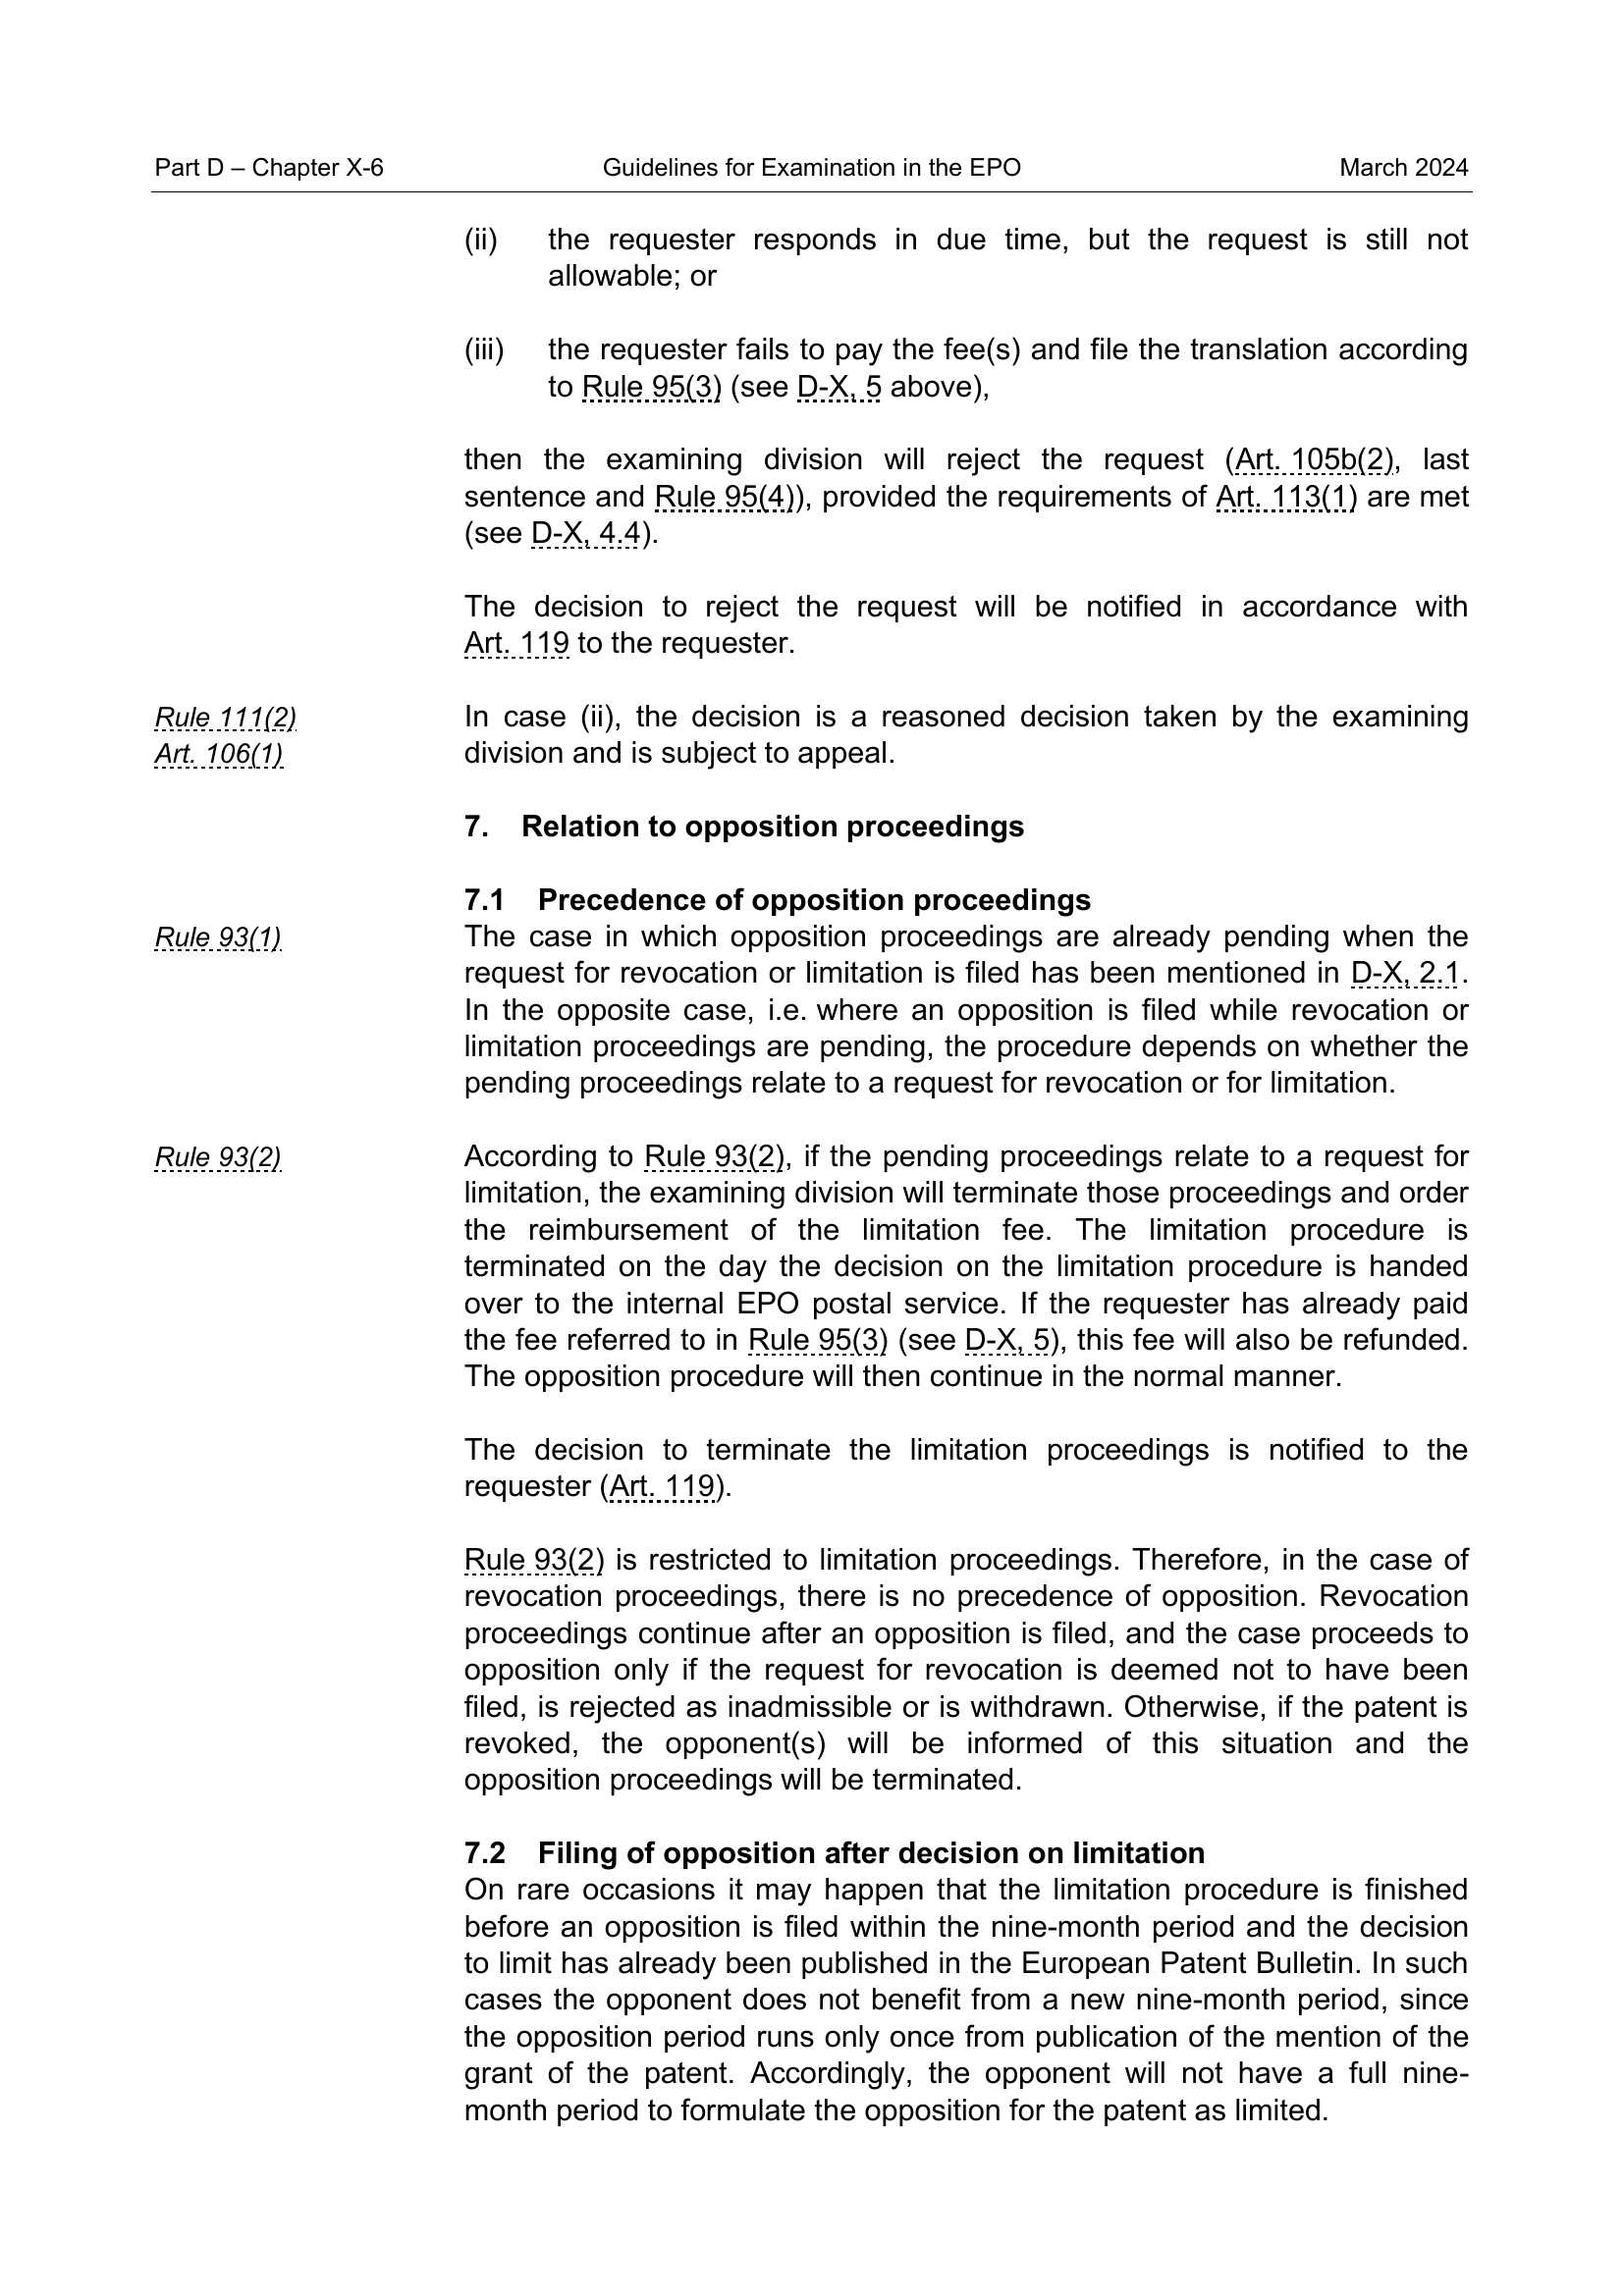 Part D – Chapter X-6 Guidelines for Examination in the EPO March 2024
(ii) the requester responds in due time, but the request is still not
allowable; or
(iii) the requester fails to pay the fee(s) and file the translation according
to Rule 95(3) (see D-X, 5 above),
then the examining division will reject the request (Art. 105b(2), last
sentence and Rule 95(4)), provided the requirements of Art. 113(1) are met
(see D-X, 4.4).
The decision to reject the request will be notified in accordance with
Art. 119 to the requester.
Rule 111(2) In case (ii), the decision is a reasoned decision taken by the examining
Art. 106(1) division and is subject to appeal.
7. Relation to opposition proceedings
7.1 Precedence of opposition proceedings
Rule 93(1) The case in which opposition proceedings are already pending when the
request for revocation or limitation is filed has been mentioned in D-X, 2.1.
In the opposite case, i.e. where an opposition is filed while revocation or
limitation proceedings are pending, the procedure depends on whether the
pending proceedings relate to a request for revocation or for limitation.
Rule 93(2) According to Rule 93(2), if the pending proceedings relate to a request for
limitation, the examining division will terminate those proceedings and order
the reimbursement of the limitation fee. The limitation procedure is
terminated on the day the decision on the limitation procedure is handed
over to the internal EPO postal service. If the requester has already paid
the fee referred to in Rule 95(3) (see D-X, 5), this fee will also be refunded.
The opposition procedure will then continue in the normal manner.
The decision to terminate the limitation proceedings is notified to the
requester (Art. 119).
Rule 93(2) is restricted to limitation proceedings. Therefore, in the case of
revocation proceedings, there is no precedence of opposition. Revocation
proceedings continue after an opposition is filed, and the case proceeds to
opposition only if the request for revocation is deemed not to have been
filed, is rejected as inadmissible or is withdrawn. Otherwise, if the patent is
revoked, the opponent(s) will be informed of this situation and the
opposition proceedings will be terminated.
7.2 Filing of opposition after decision on limitation
On rare occasions it may happen that the limitation procedure is finished
before an opposition is filed within the nine-month period and the decision
to limit has already been published in the European Patent Bulletin. In such
cases the opponent does not benefit from a new nine-month period, since
the opposition period runs only once from publication of the mention of the
grant of the patent. Accordingly, the opponent will not have a full nine-
month period to formulate the opposition for the patent as limited.